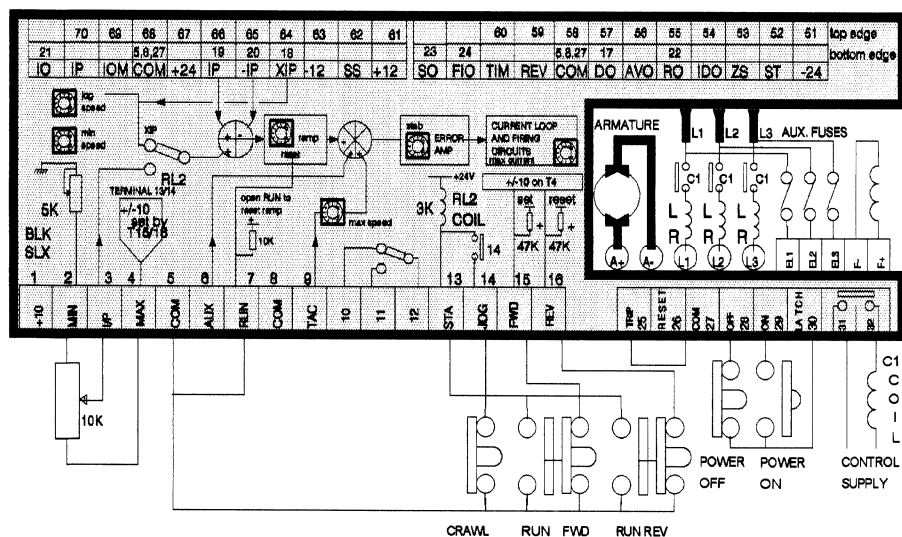 70 69 68 67 66 65 64 63 62 61 60 59 58 57 56 55 54 53 52 51 top edge
21 5,8,27 19 20 18 23 24 5,8,27 17 22 bottom edge
IO IP IOM COM +24 IP -IP XIP -12 SS +12 SO FIO TIM REV COM DO AVO RO IDO ZS ST -24
speed
min
speed
XIP
RL2
+ -
+
ramp
reset
stab
ERROR
AMP
CURRENT LOOP
AND FIRING
CIRCUITS
max current
ARMATURE
L1 L2 L3 AUX. FUSES
C1 C1 C1
L R L R L R
A+ A- L1 L2 L3 EL1 EL2 EL3 F- F+
min
5K
BLK
SLX
TERMINAL 13/14
+/-10
set by
T15/16
open RUN to
reset ramp
+
10K
max speed
+24V
3K
RL2
COIL
14
+/-10 on T4
set reset
+ +
47K 47K
1 2 3 4 5 6 7 8 9 13 14 15 16
+10 MIN I/P MAX COM AUX RUN COM TAC 10 11 12 STA JOG FWD REV
TRIP 25 RESET 26 COM 27 OFF 28 ON 29 LATCH 30 31 32
10K
C1
COIL
POWER
OFF
POWER
ON
CONTROL
SUPPLY
CRAWL RUN FWD RUN REV